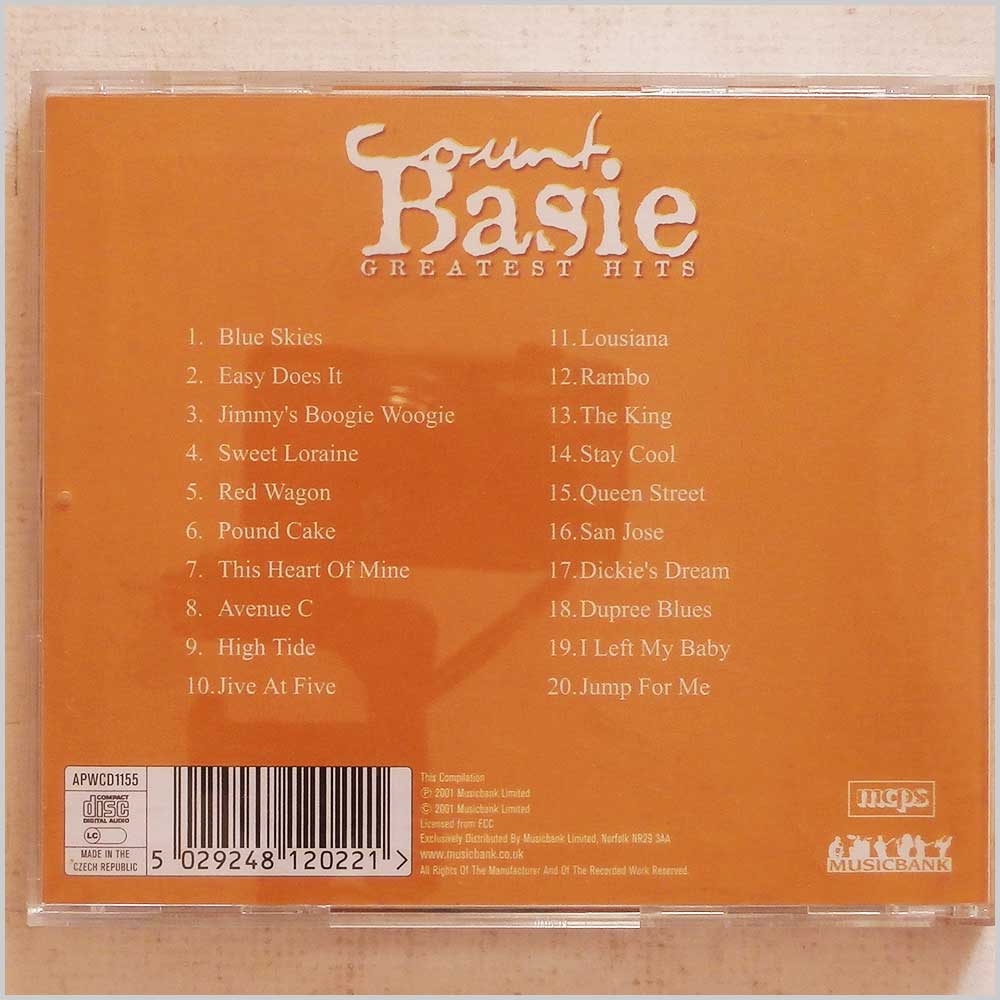 Count
Basie
GREATEST HITS
1. Blue Skies
2. Easy Does It
3. Jimmy's Boogie Woogie
4. Sweet Loraine
5. Red Wagon
6. Pound Cake
7. This Heart Of Mine
8. Avenue C
9. High Tide
10. Jive At Five
11. Lousiana
12. Rambo
13. The King
14. Stay Cool
15. Queen Street
16. San Jose
17. Dickie's Dream
18. Dupree Blues
19. I Left My Baby
20. Jump For Me
APWCD1155
COMPACT
disc
DIGITAL AUDIO
LC
MADE IN THE
CZECH REPUBLIC
5 029248 120221 >
This Compilation
Ⓟ 2001 Musicbank Limited
© 2001 Musicbank Limited
Licensed from FCC
Exclusively Distributed By Musicbank Limited, Norfolk NR29 3AA
www.musicbank.co.uk
All Rights Of The Manufacturer And Of The Recorded Work Reserved.
mcps
MUSICBANK